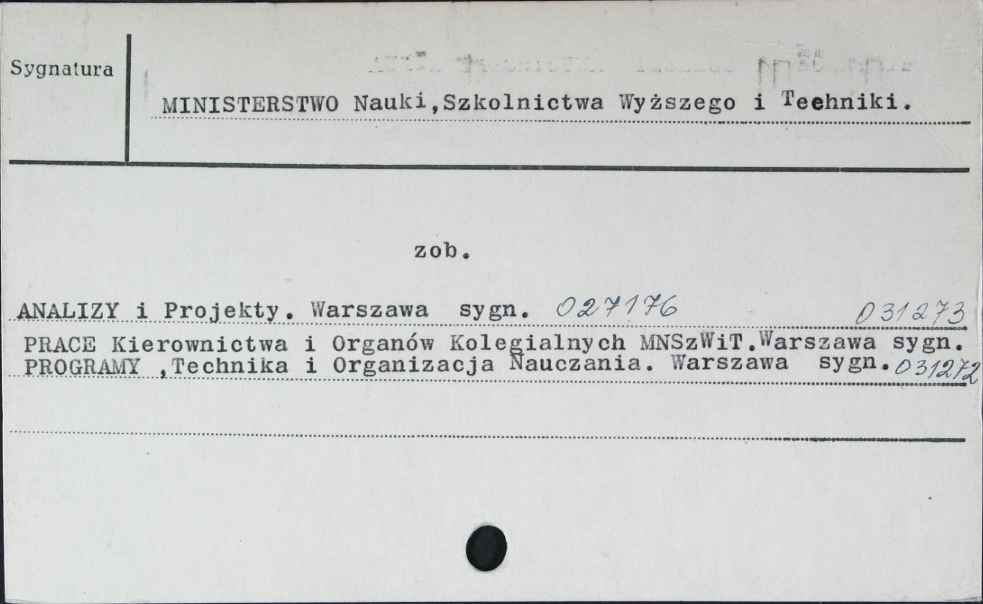 Sygnatura
MINISTERSTWO Nauki,Szkolnictwa Wyższego i Teehniki.
zob.
ANALIZY i Projekty. Warszawa sygn. 027176
031273
PRACE Kierownictwa i Organów Kolegialnych MNSzWiT.Warszawa sygn.
PROGRAMY ,Technika i Organizacja Nauczania. Warszawa sygn. 031272